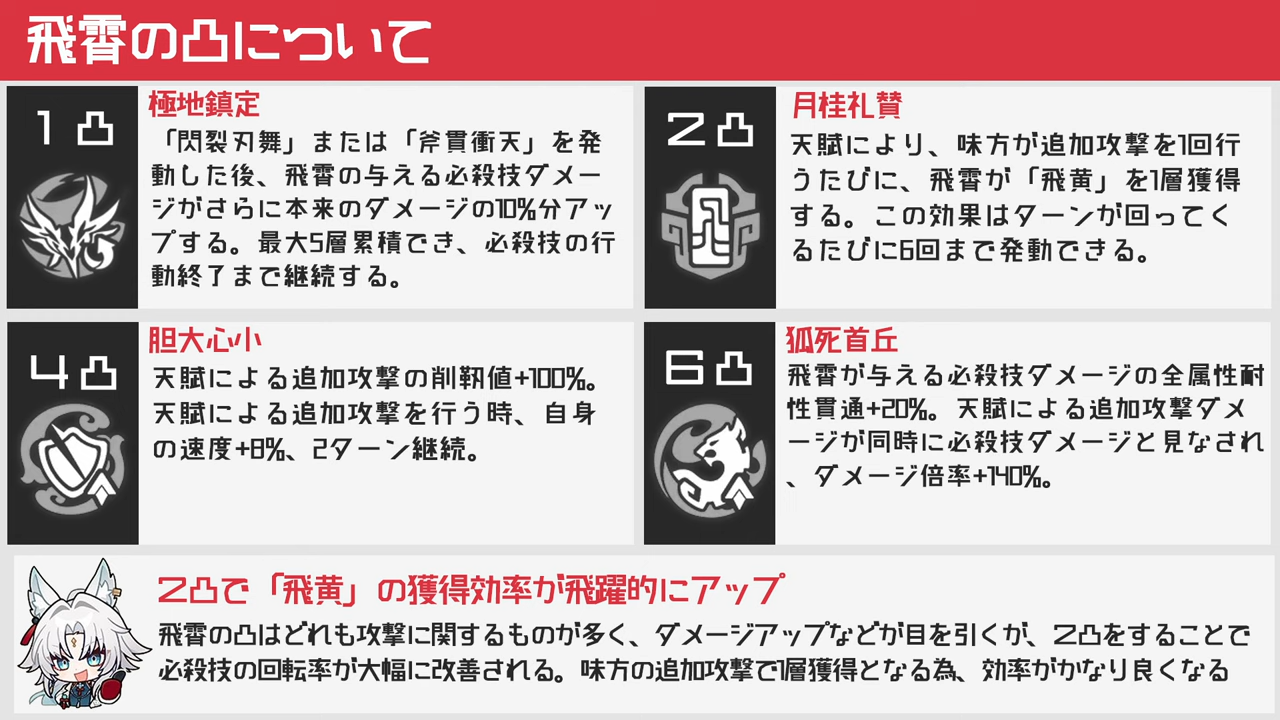 飛霄の凸について
1凸
極地鎮定
「閃裂刃舞」または「斧貫衝天」を発
動した後、飛霄の与える必殺技ダメー
ジがさらに本来のダメージの10%分アッ
プする。最大5層累積でき、必殺技の行
動終了まで継続する。
2凸
月桂礼賛
天賦により、味方が追加攻撃を1回行
うたびに、飛霄が「飛黄」を1層獲得
する。この効果はターンが回ってく
るたびに6回まで発動できる。
4凸
胆大心小
天賦による追加攻撃の削靭値+100%。
天賦による追加攻撃を行う時、自身
の速度+8%、2ターン継続。
6凸
狐死首丘
飛霄が与える必殺技ダメージの全属性耐
性貫通+20%。天賦による追加攻撃ダメ
ージが同時に必殺技ダメージと見なされ
、ダメージ倍率+140%。
2凸で「飛黄」の獲得効率が飛躍的にアップ
飛霄の凸はどれも攻撃に関するものが多く、ダメージアップなどが目を引くが、2凸をすることで
必殺技の回転率が大幅に改善される。味方の追加攻撃で1層獲得となる為、効率がかなり良くなる